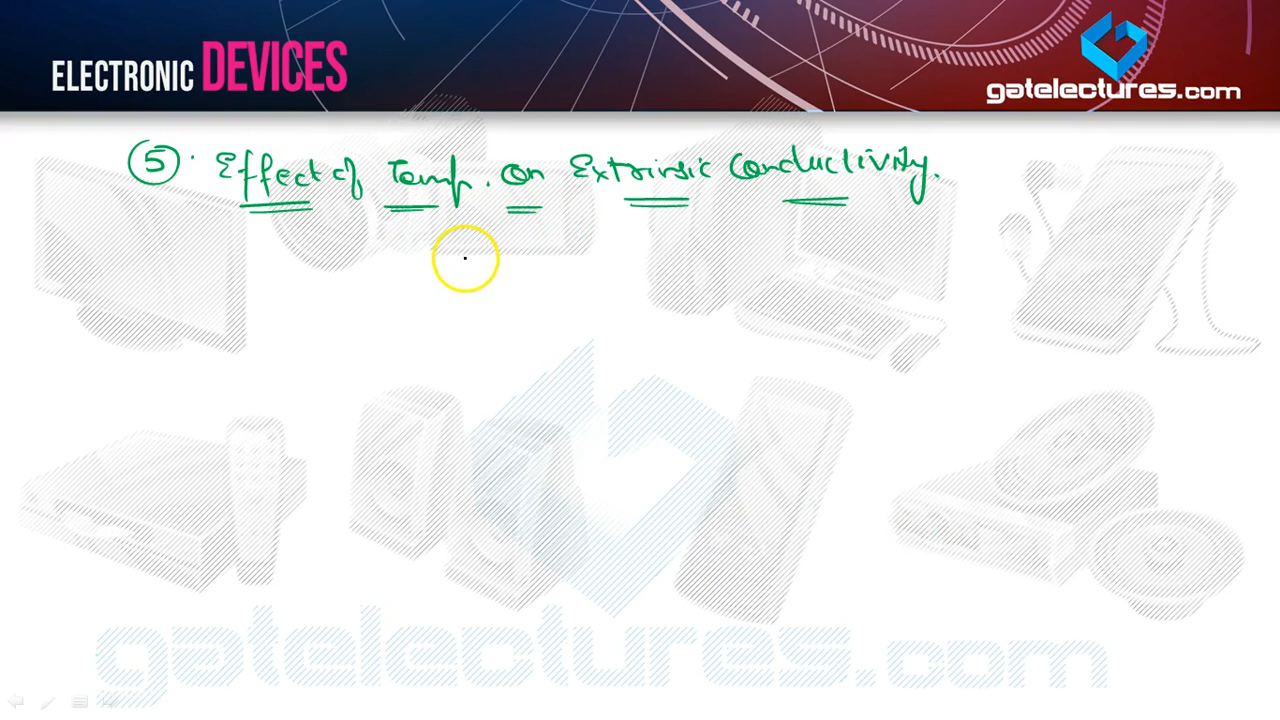 ELECTRONIC DEVICES
gatelectures.com
5. Effect of Temp. on Extrinsic Conductivity.
gatelectures.com